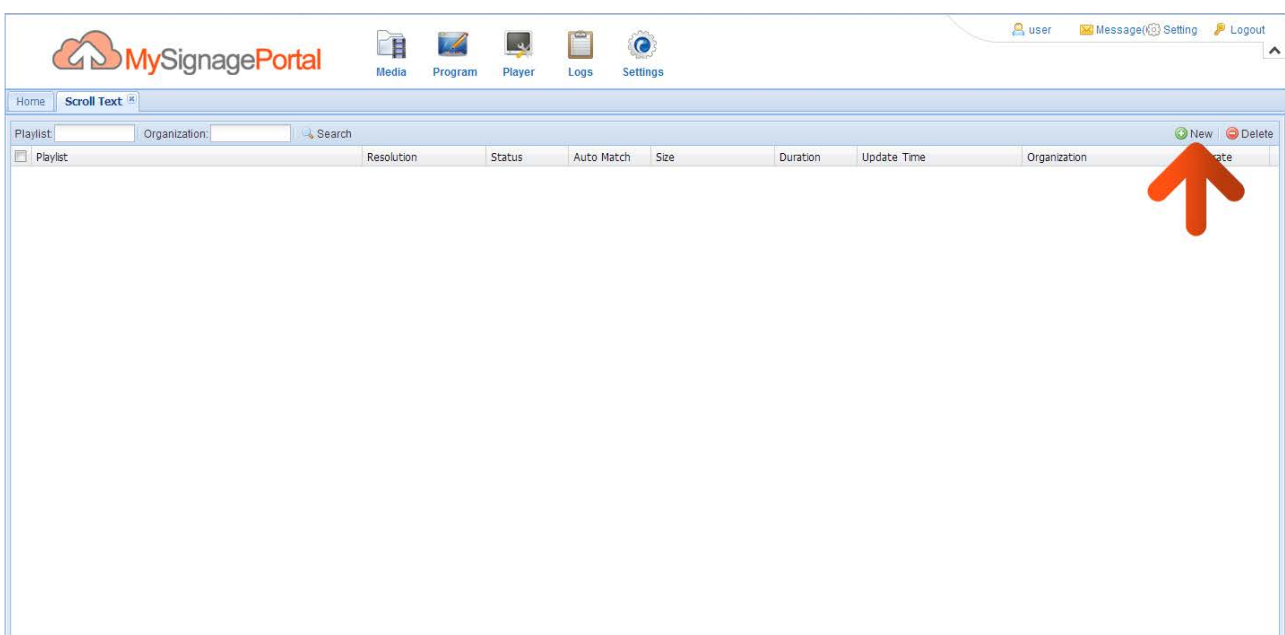 user Message( Setting Logout
MySignagePortal
Media Program Player Logs Settings
Home Scroll Text
Playlist: Organization: Search New Delete
Playlist Resolution Status Auto Match Size Duration Update Time Organization